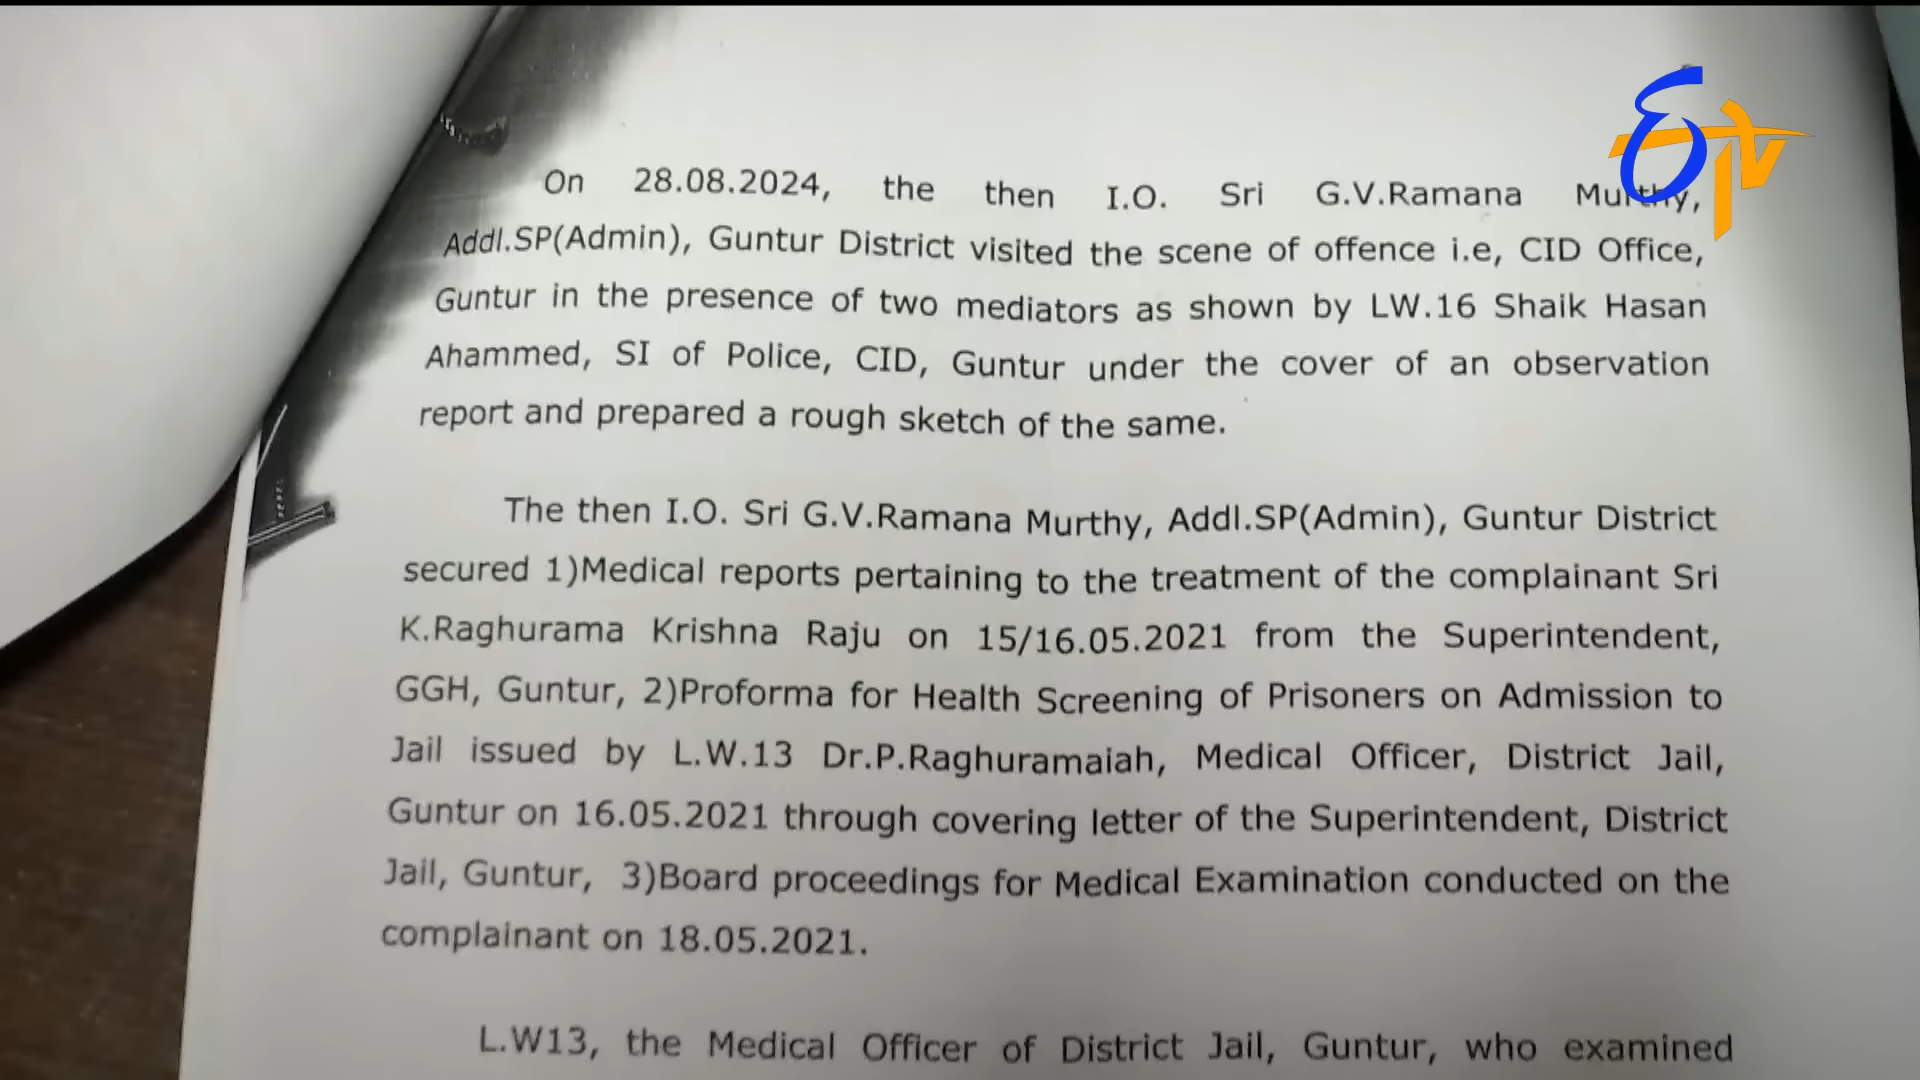 ETV
On 28.08.2024, the then I.O. Sri G.V.Ramana Murthy,
Addl.SP(Admin), Guntur District visited the scene of offence i.e, CID Office,
Guntur in the presence of two mediators as shown by LW.16 Shaik Hasan
Ahammed, SI of Police, CID, Guntur under the cover of an observation
report and prepared a rough sketch of the same.
The then I.O. Sri G.V.Ramana Murthy, Addl.SP(Admin), Guntur District
secured 1)Medical reports pertaining to the treatment of the complainant Sri
K.Raghurama Krishna Raju on 15/16.05.2021 from the Superintendent,
GGH, Guntur, 2)Proforma for Health Screening of Prisoners on Admission to
Jail issued by L.W.13 Dr.P.Raghuramaiah, Medical Officer, District Jail,
Guntur on 16.05.2021 through covering letter of the Superintendent, District
Jail, Guntur, 3)Board proceedings for Medical Examination conducted on the
complainant on 18.05.2021.
L.W13, the Medical Officer of District Jail, Guntur, who examined